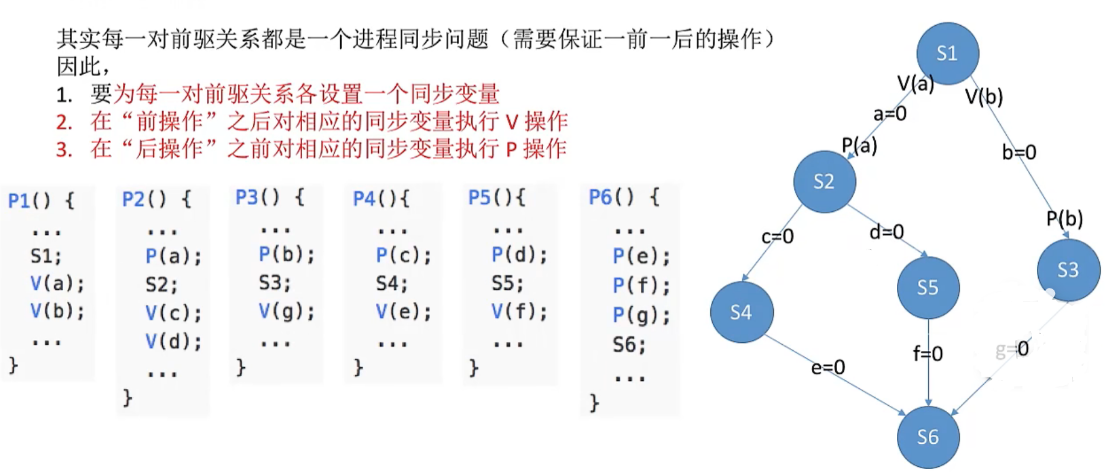 其实每一对前驱关系都是一个进程同步问题（需要保证一前一后的操作）
因此，
1. 要为每一对前驱关系各设置一个同步变量
2. 在“前操作”之后对相应的同步变量执行 V 操作
3. 在“后操作”之前对相应的同步变量执行 P 操作
P1() {
...
S1;
V(a);
V(b);
...
}
P2() {
...
P(a);
S2;
V(c);
V(d);
...
}
P3() {
...
P(b);
S3;
V(g);
...
}
P4(){
...
P(c);
S4;
V(e);
...
}
P5(){
...
P(d);
S5;
V(f);
...
}
P6() {
...
P(e);
P(f);
P(g);
S6;
...
}
S1
V(a)
V(b)
a=0
P(a)
b=0
S2
P(b)
c=0
d=0
S3
S5
S4
g=0
f=0
e=0
S6